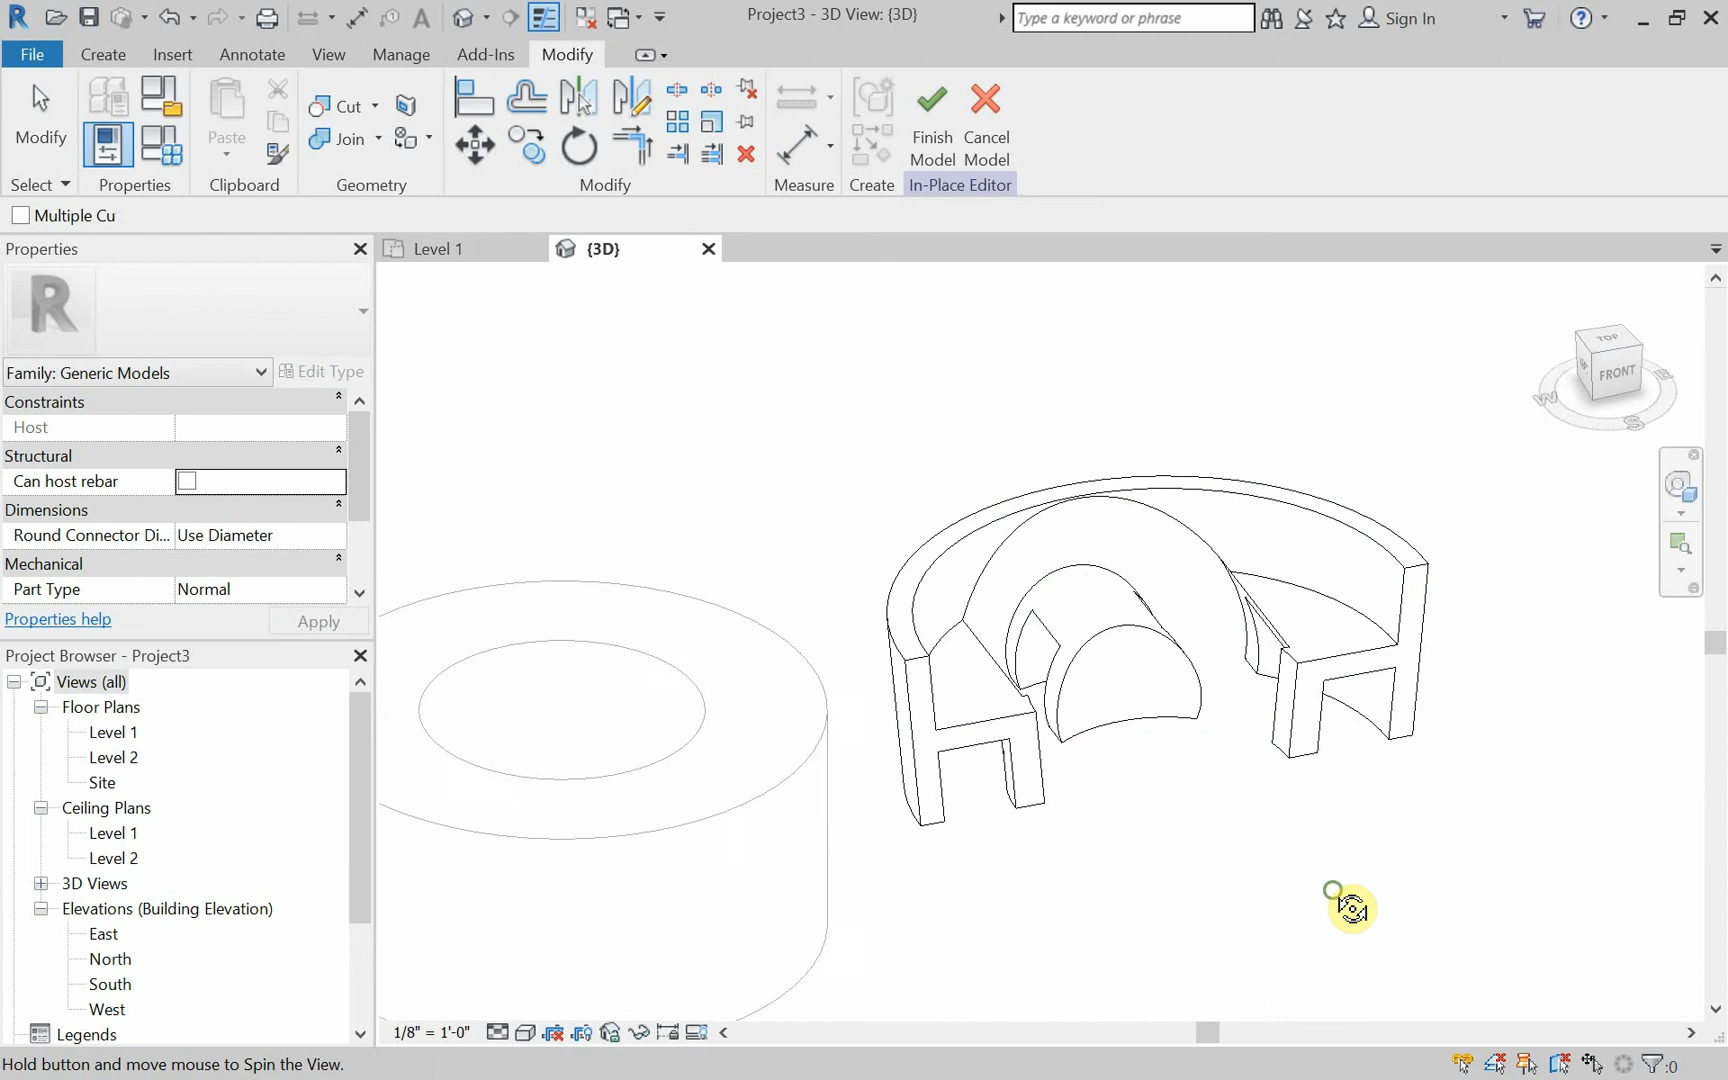 Project3 - 3D View: {3D}
Type a keyword or phrase
Sign In
File
Create
Insert
Annotate
View
Manage
Add-Ins
Modify
Modify
Paste
Cut
Join
Finish Model
Cancel Model
Select
Properties
Clipboard
Geometry
Modify
Measure
Create
In-Place Editor
Multiple Cu
Properties
Level 1
{3D}
R
Family: Generic Models
Edit Type
Constraints
Host
Structural
Can host rebar
Dimensions
Round Connector Di... Use Diameter
Mechanical
Part Type Normal
Properties help
Apply
Project Browser - Project3
Views (all)
Floor Plans
Level 1
Level 2
Site
Ceiling Plans
Level 1
Level 2
3D Views
Elevations (Building Elevation)
East
North
South
West
Legends
TOP
FRONT
W
S
E
1/8" = 1'-0"
Hold button and move mouse to Spin the View.
:0